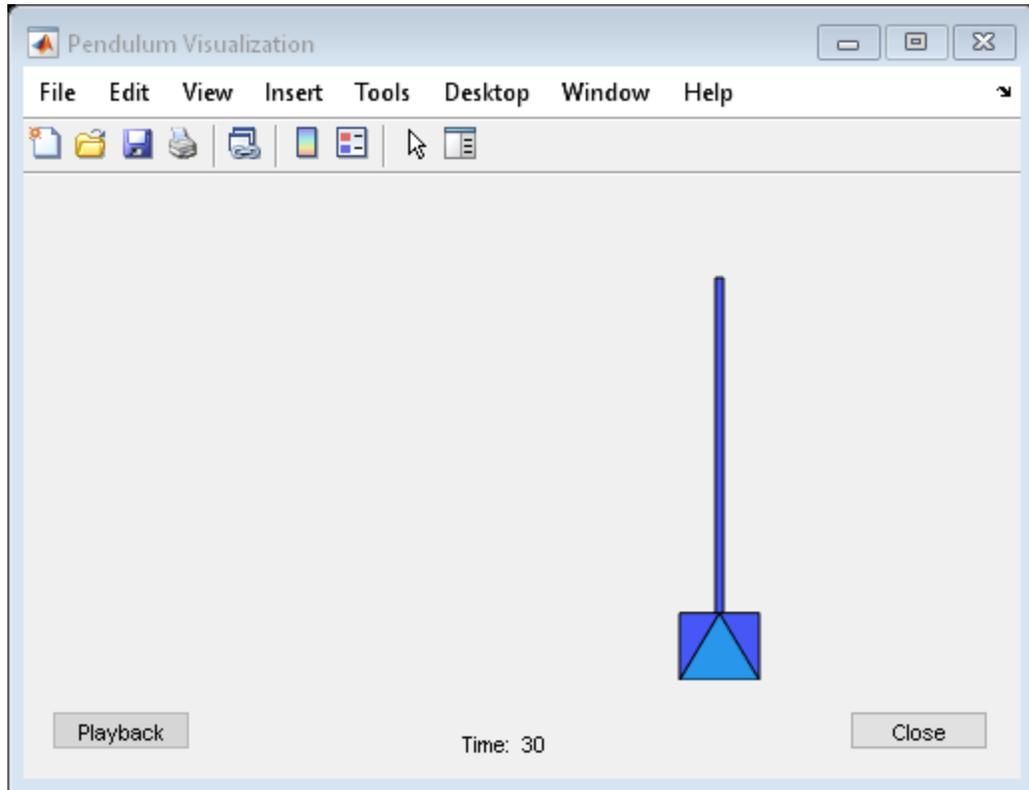 Pendulum Visualization
File Edit View Insert Tools Desktop Window Help
Playback
Time: 30
Close